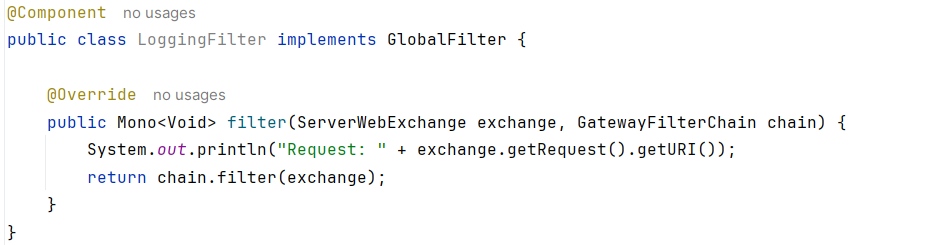 @Component no usages
public class LoggingFilter implements GlobalFilter {
@Override no usages
public Mono<Void> filter(ServerWebExchange exchange, GatewayFilterChain chain) {
System.out.println("Request: " + exchange.getRequest().getURI());
return chain.filter(exchange);
}
}